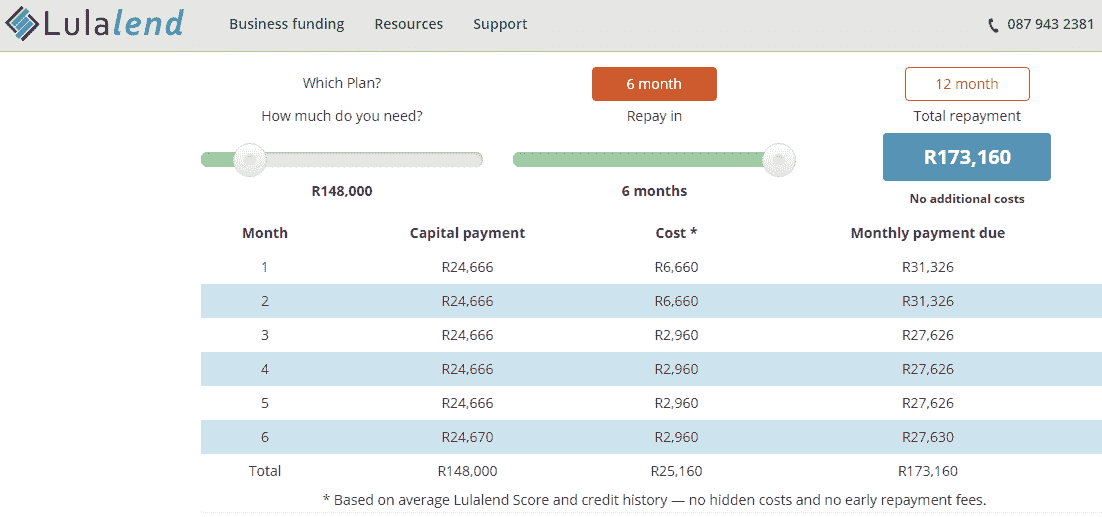 Lulalend Business funding Resources Support 087 943 2381
Which Plan? 6 month 12 month
How much do you need? Repay in Total repayment
R173,160
R148,000 6 months No additional costs
Month Capital payment Cost * Monthly payment due
1 R24,666 R6,660 R31,326
2 R24,666 R6,660 R31,326
3 R24,666 R2,960 R27,626
4 R24,666 R2,960 R27,626
5 R24,666 R2,960 R27,626
6 R24,670 R2,960 R27,630
Total R148,000 R25,160 R173,160
* Based on average Lulalend Score and credit history — no hidden costs and no early repayment fees.